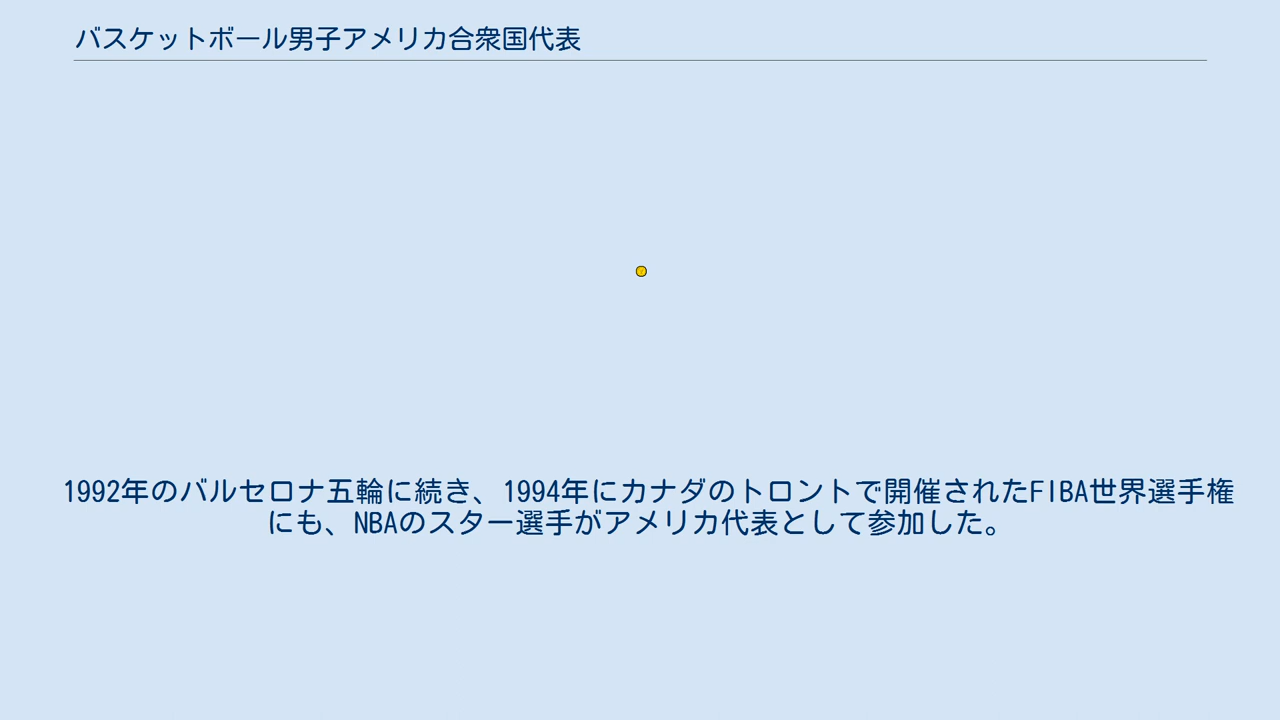 バスケットボール男子アメリカ合衆国代表
1992年のバルセロナ五輪に続き、1994年にカナダのトロントで開催されたFIBA世界選手権
にも、NBAのスター選手がアメリカ代表として参加した。